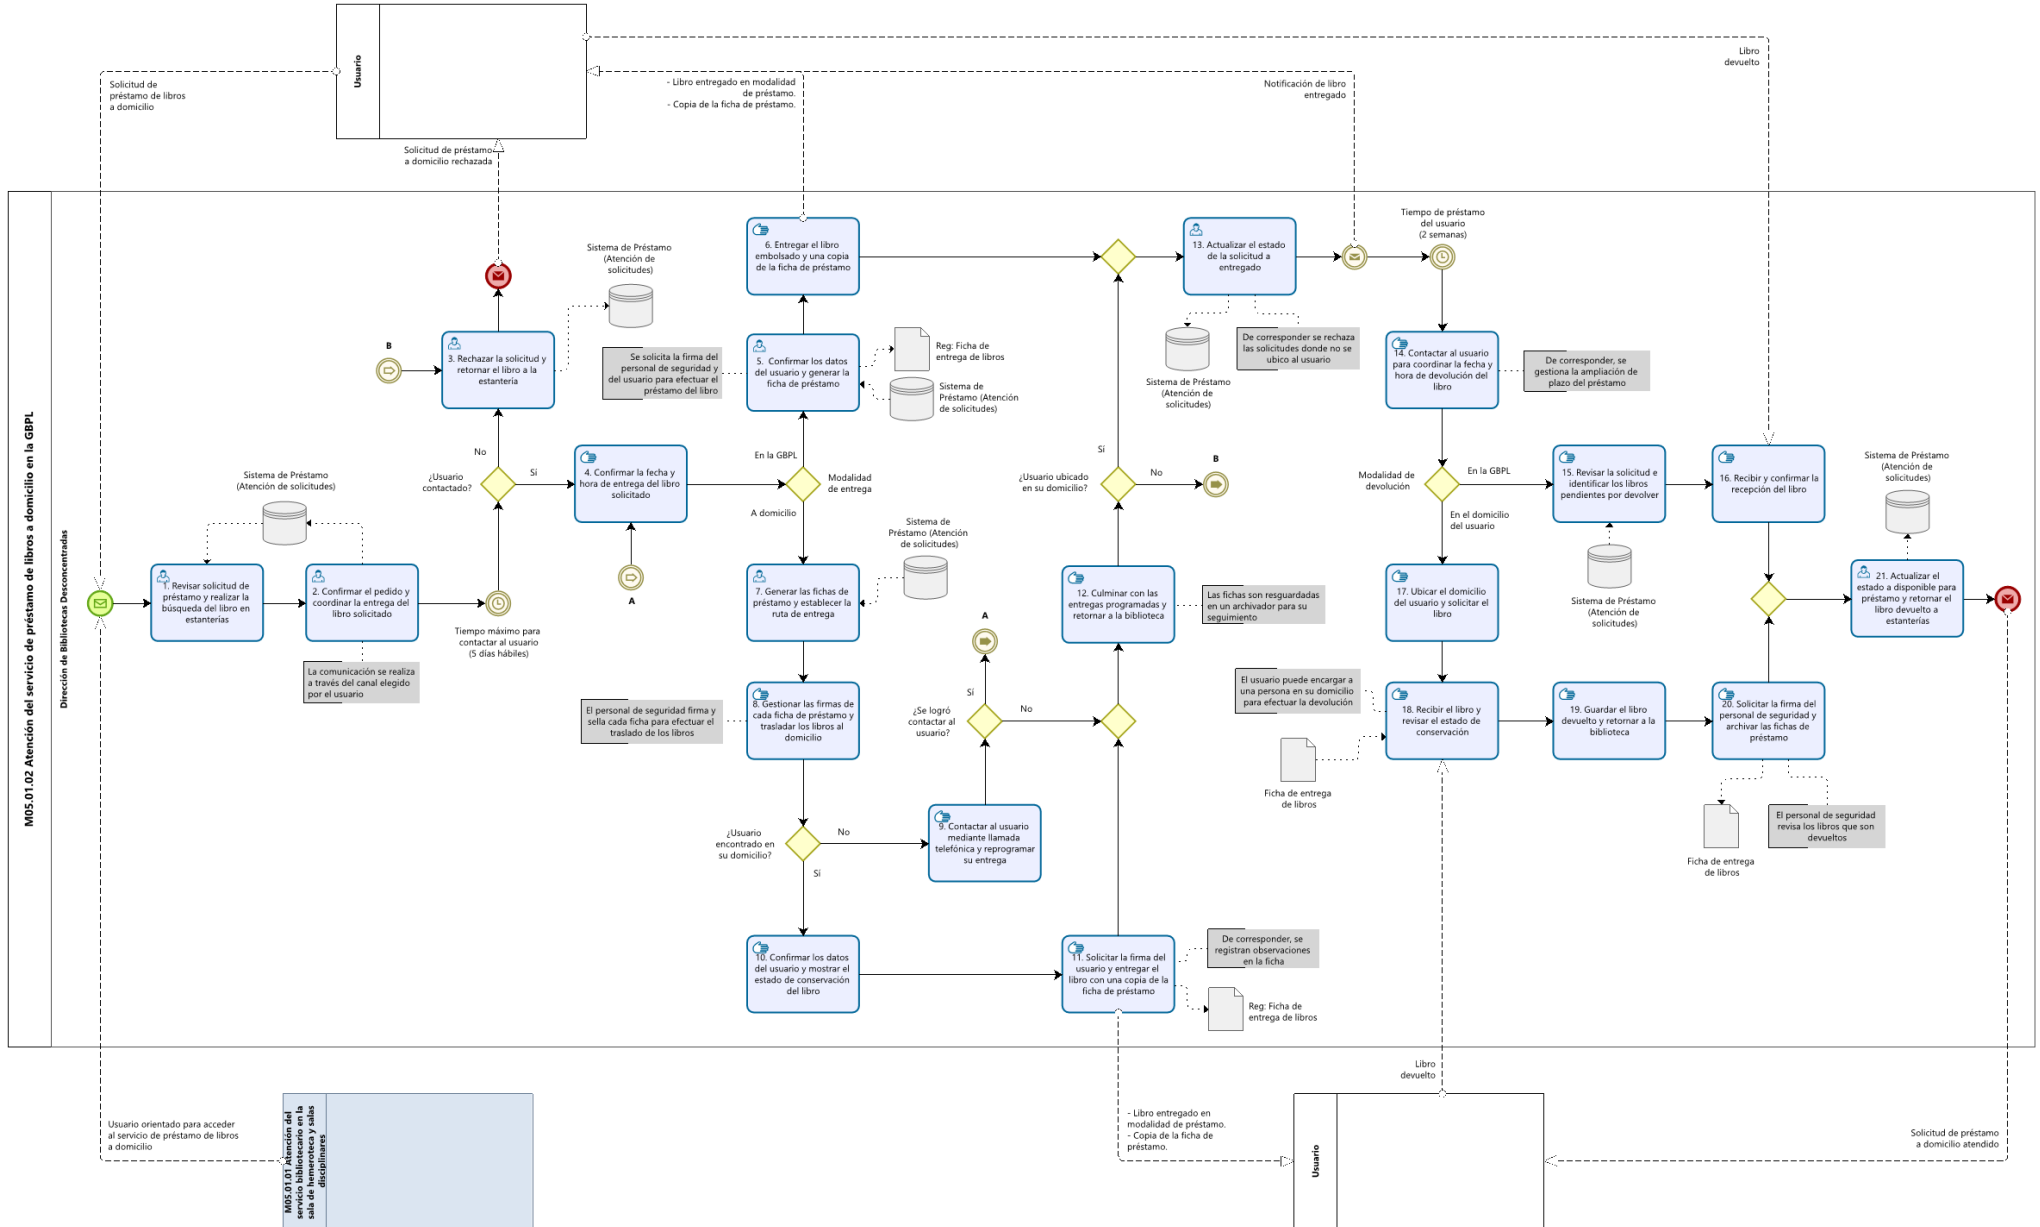 Usuario
Solicitud de
préstamo de libros
a domicilio
- Libro entregado en modalidad
de préstamo.
- Copia de la ficha de préstamo.
Notificación de libro
entregado
Libro
devuelto
Solicitud de préstamo
a domicilio rechazada
M05.01.02 Atención del servicio de préstamo de libros a domicilio en la GBPL
Dirección de Bibliotecas Desconcentradas
Sistema de Préstamo
(Atención de solicitudes)
1. Revisar solicitud de
préstamo y realizar la
búsqueda del libro en
estanterías
2. Confirmar el pedido y
coordinar la entrega del
libro solicitado
La comunicación se realiza
a través del canal elegido
por el usuario
Tiempo máximo para
contactar al usuario
(5 días hábiles)
¿Usuario
contactado?
No
Sí
B
3. Rechazar la solicitud y
retornar el libro a la
estantería
Sistema de Préstamo
(Atención de
solicitudes)
4. Confirmar la fecha y
hora de entrega del libro
solicitado
A
Modalidad
de entrega
En la GBPL
A domicilio
5. Confirmar los datos
del usuario y generar la
ficha de préstamo
Se solicita la firma del
personal de seguridad y
del usuario para efectuar el
préstamo del libro
Reg: Ficha de
entrega de libros
Sistema de
Préstamo (Atención
de solicitudes)
6. Entregar el libro
embolsado y una copia
de la ficha de préstamo
7. Generar las fichas de
préstamo y establecer la
ruta de entrega
Sistema de
Préstamo (Atención
de solicitudes)
8. Gestionar las firmas de
cada ficha de préstamo y
trasladar los libros al
domicilio
El personal de seguridad firma y
sella cada ficha para efectuar el
traslado de los libros
¿Usuario
encontrado en
su domicilio?
No
Sí
9. Contactar al usuario
mediante llamada
telefónica y reprogramar
su entrega
¿Se logró
contactar al
usuario?
Sí
No
A
10. Confirmar los datos
del usuario y mostrar el
estado de conservación
del libro
11. Solicitar la firma del
usuario y entregar el
libro con una copia de la
ficha de préstamo
De corresponder, se
registran observaciones
en la ficha
Reg: Ficha de
entrega de libros
12. Culminar con las
entregas programadas y
retornar a la biblioteca
Las fichas son resguardadas
en un archivador para su
seguimiento
¿Usuario ubicado
en su domicilio?
Sí
No
B
13. Actualizar el estado
de la solicitud a
entregado
Sistema de Préstamo
(Atención de
solicitudes)
De corresponder se rechaza
las solicitudes donde no se
ubico al usuario
Tiempo de préstamo
del usuario
(2 semanas)
14. Contactar al usuario
para coordinar la fecha y
hora de devolución del
libro
De corresponder, se
gestiona la ampliación de
plazo del préstamo
Modalidad de
devolución
En la GBPL
En el domicilio
del usuario
15. Revisar la solicitud e
identificar los libros
pendientes por devolver
Sistema de Préstamo
(Atención de
solicitudes)
16. Recibir y confirmar la
recepción del libro
17. Ubicar el domicilio
del usuario y solicitar el
libro
El usuario puede encargar a
una persona en su domicilio
para efectuar la devolución
18. Recibir el libro y
revisar el estado de
conservación
Ficha de entrega
de libros
19. Guardar el libro
devuelto y retornar a la
biblioteca
20. Solicitar la firma del
personal de seguridad y
archivar las fichas de
préstamo
Ficha de entrega
de libros
El personal de seguridad
revisa los libros que son
devueltos
Sistema de Préstamo
(Atención de
solicitudes)
21. Actualizar el
estado a disponible para
préstamo y retornar el
libro devuelto a
estanterías
Usuario orientado para acceder
al servicio de préstamo de libros
a domicilio
M05.01.01 Atención del
servicio bibliotecario en la
sala de hemeroteca y salas
disciplinares
- Libro entregado en
modalidad de préstamo.
- Copia de la ficha de
préstamo.
Libro
devuelto
Usuario
Solicitud de préstamo
a domicilio atendido